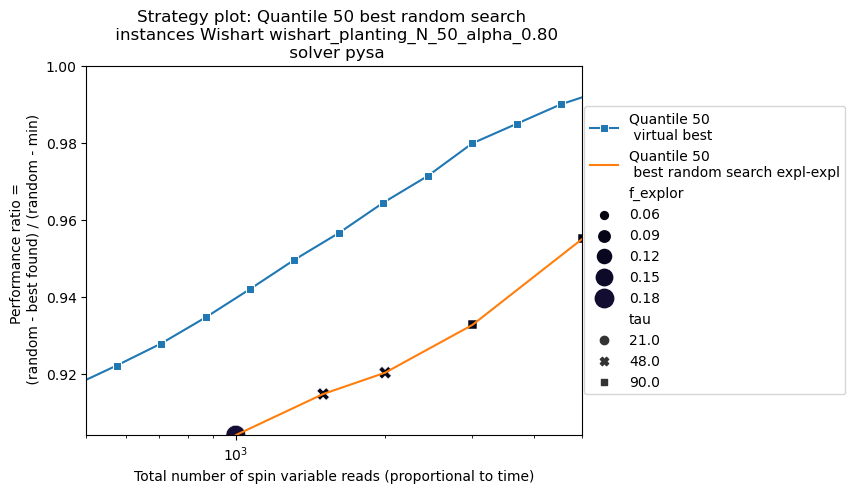 Strategy plot: Quantile 50 best random search
instances Wishart wishart_planting_N_50_alpha_0.80
solver pysa
1.00
0.98
0.96
0.94
0.92
Performance ratio =
(random - best found) / (random - min)
10^3
Total number of spin variable reads (proportional to time)
Quantile 50
virtual best
Quantile 50
best random search expl-expl
f_explor
0.06
0.09
0.12
0.15
0.18
tau
21.0
48.0
90.0